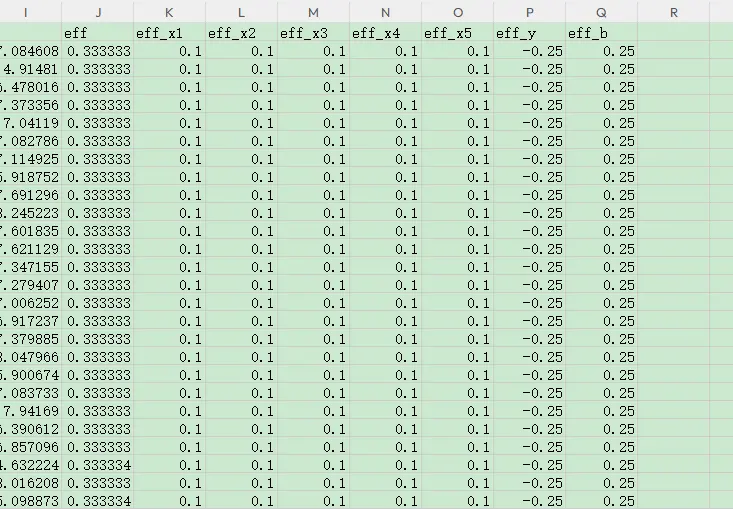 I J K L M N O P Q R
eff eff_x1 eff_x2 eff_x3 eff_x4 eff_x5 eff_y eff_b
7.084608 0.333333 0.1 0.1 0.1 0.1 0.1 -0.25 0.25
4.91481 0.333333 0.1 0.1 0.1 0.1 0.1 -0.25 0.25
.478016 0.333333 0.1 0.1 0.1 0.1 0.1 -0.25 0.25
7.373356 0.333333 0.1 0.1 0.1 0.1 0.1 -0.25 0.25
7.04119 0.333333 0.1 0.1 0.1 0.1 0.1 -0.25 0.25
7.082786 0.333333 0.1 0.1 0.1 0.1 0.1 -0.25 0.25
7.114925 0.333333 0.1 0.1 0.1 0.1 0.1 -0.25 0.25
.918752 0.333333 0.1 0.1 0.1 0.1 0.1 -0.25 0.25
7.691296 0.333333 0.1 0.1 0.1 0.1 0.1 -0.25 0.25
.245223 0.333333 0.1 0.1 0.1 0.1 0.1 -0.25 0.25
7.601835 0.333333 0.1 0.1 0.1 0.1 0.1 -0.25 0.25
7.621129 0.333333 0.1 0.1 0.1 0.1 0.1 -0.25 0.25
7.347155 0.333333 0.1 0.1 0.1 0.1 0.1 -0.25 0.25
7.279407 0.333333 0.1 0.1 0.1 0.1 0.1 -0.25 0.25
7.006252 0.333333 0.1 0.1 0.1 0.1 0.1 -0.25 0.25
.917237 0.333333 0.1 0.1 0.1 0.1 0.1 -0.25 0.25
7.379885 0.333333 0.1 0.1 0.1 0.1 0.1 -0.25 0.25
.047966 0.333333 0.1 0.1 0.1 0.1 0.1 -0.25 0.25
.900674 0.333333 0.1 0.1 0.1 0.1 0.1 -0.25 0.25
7.083733 0.333333 0.1 0.1 0.1 0.1 0.1 -0.25 0.25
7.94169 0.333333 0.1 0.1 0.1 0.1 0.1 -0.25 0.25
.390612 0.333333 0.1 0.1 0.1 0.1 0.1 -0.25 0.25
.857096 0.333333 0.1 0.1 0.1 0.1 0.1 -0.25 0.25
.632224 0.333334 0.1 0.1 0.1 0.1 0.1 -0.25 0.25
.016208 0.333333 0.1 0.1 0.1 0.1 0.1 -0.25 0.25
.098873 0.333334 0.1 0.1 0.1 0.1 0.1 -0.25 0.25